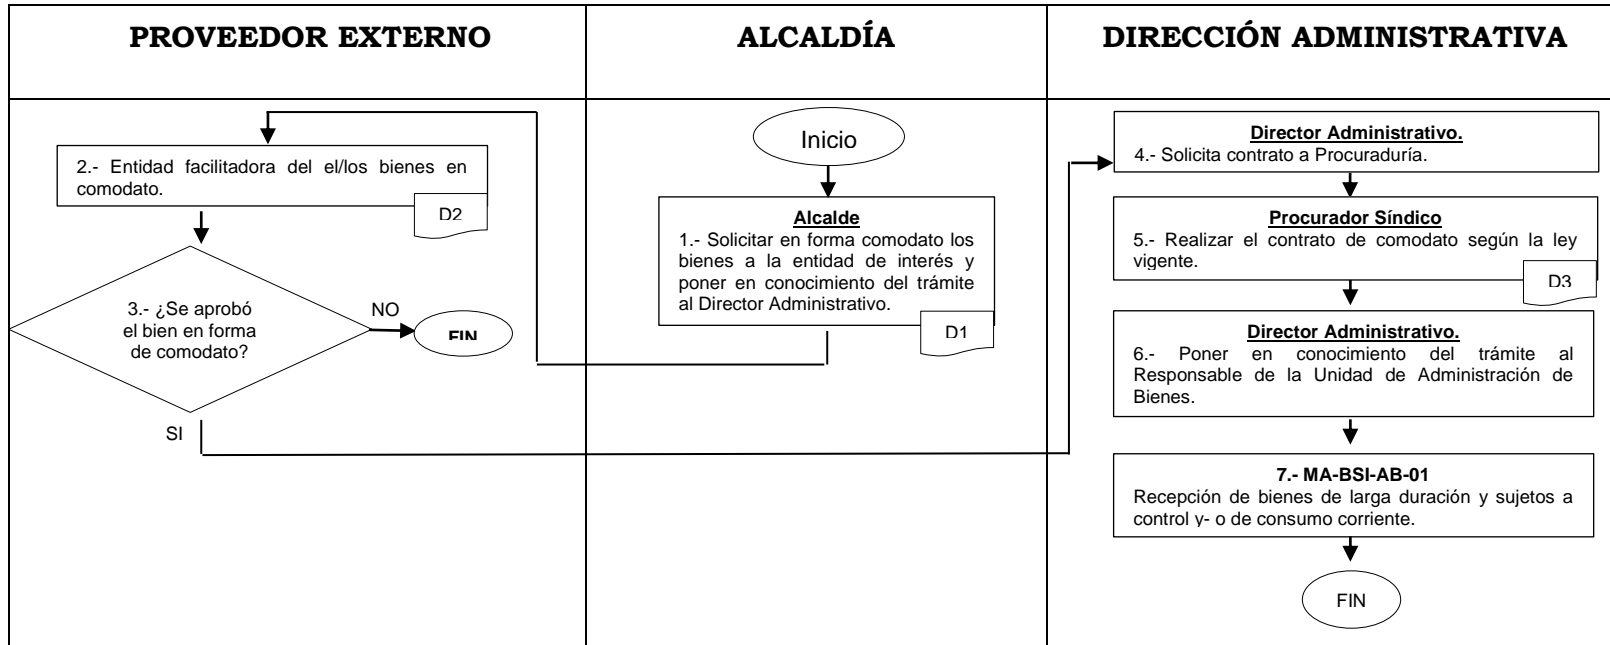 PROVEEDOR EXTERNO
ALCALDÍA
DIRECCIÓN ADMINISTRATIVA
2.- Entidad facilitadora del el/los bienes en
comodato.
D2
3.- ¿Se aprobó
el bien en forma
de comodato?
NO
FIN
SI
Inicio
Alcalde
1.- Solicitar en forma comodato los
bienes a la entidad de interés y
poner en conocimiento del trámite
al Director Administrativo.
D1
Director Administrativo.
4.- Solicita contrato a Procuraduría.
Procurador Síndico
5.- Realizar el contrato de comodato según la ley
vigente.
D3
Director Administrativo.
6.- Poner en conocimiento del trámite al
Responsable de la Unidad de Administración de
Bienes.
7.- MA-BSI-AB-01
Recepción de bienes de larga duración y sujetos a
control y- o de consumo corriente.
FIN